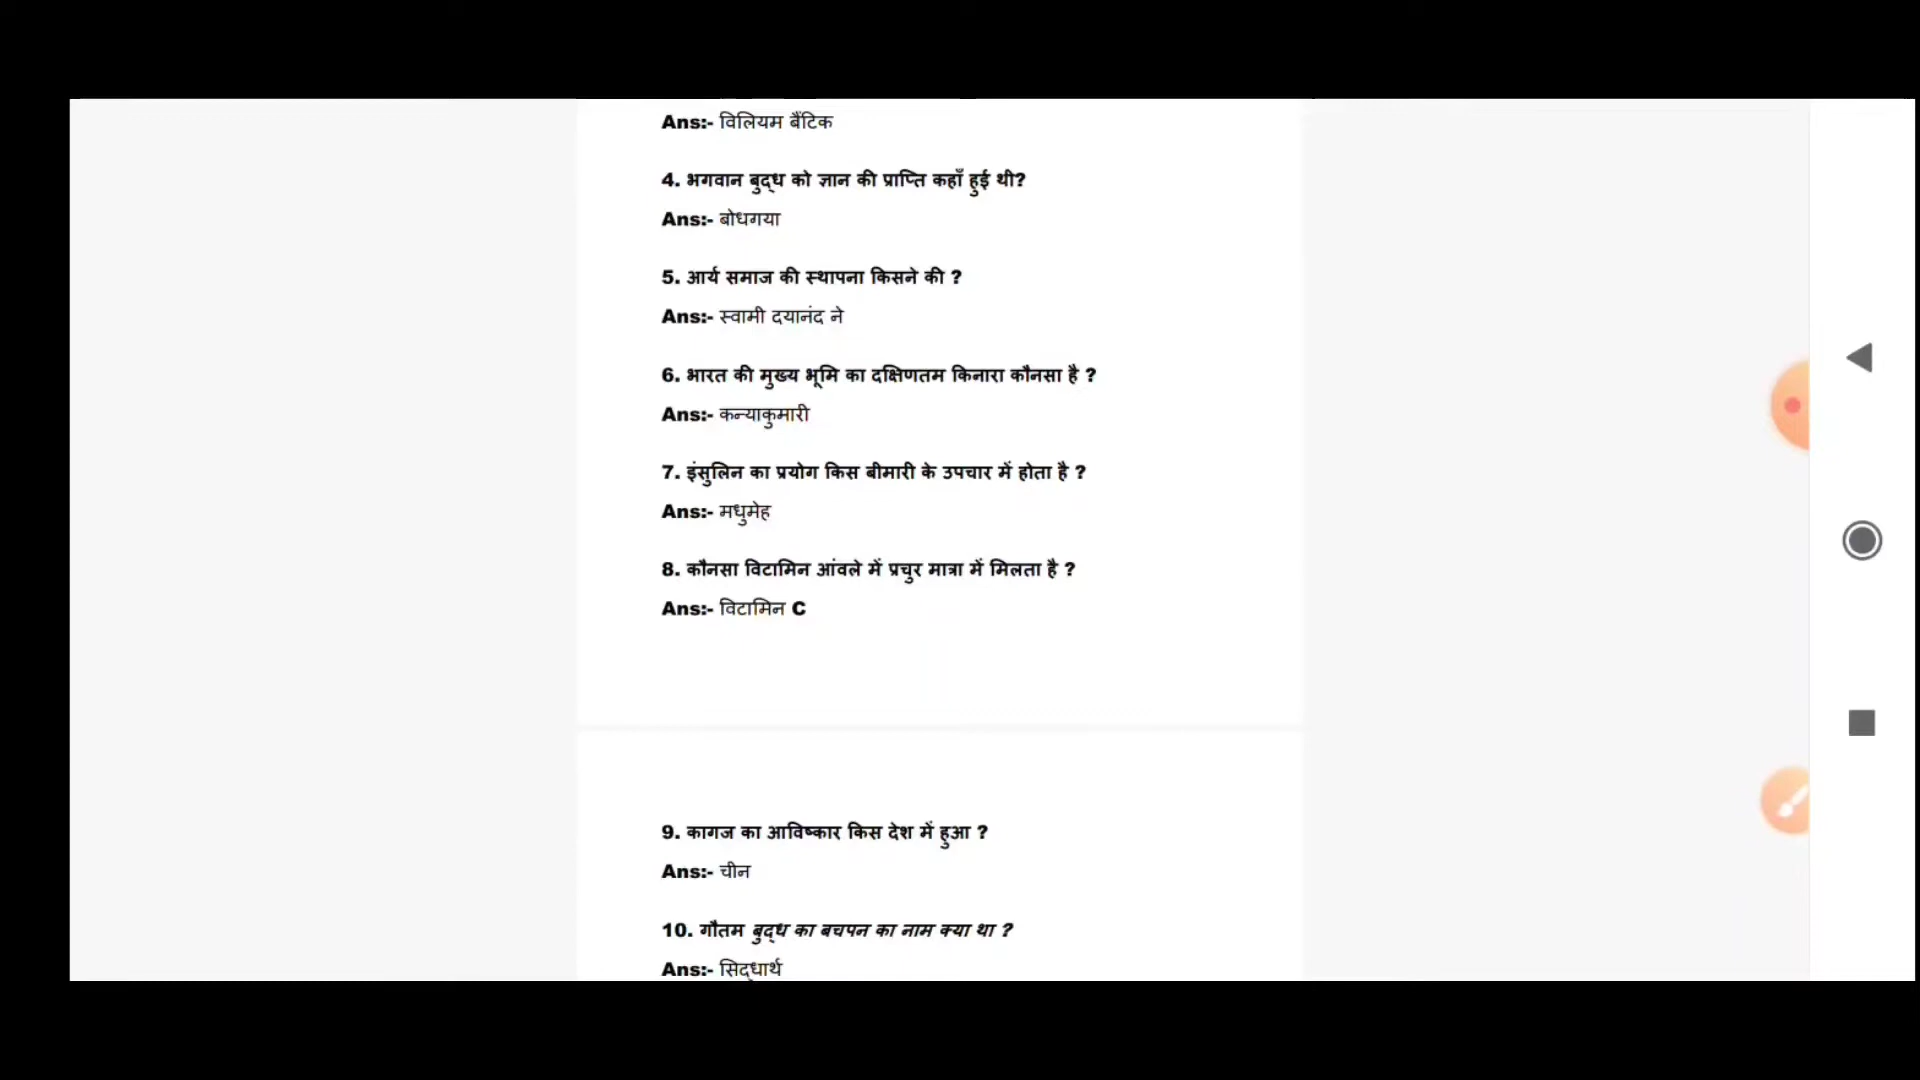 Ans:- विलियम बैंटिक
4. भगवान बुद्ध को ज्ञान की प्राप्ति कहाँ हुई थी?
Ans:- बोधगया
5. आर्य समाज की स्थापना किसने की ?
Ans:- स्वामी दयानंद ने
6. भारत की मुख्य भूमि का दक्षिणतम किनारा कौनसा है ?
Ans:- कन्याकुमारी
7. इंसुलिन का प्रयोग किस बीमारी के उपचार में होता है ?
Ans:- मधुमेह
8. कौनसा विटामिन आंवले में प्रचुर मात्रा में मिलता है ?
Ans:- विटामिन C
9. कागज का आविष्कार किस देश में हुआ ?
Ans:- चीन
10. गौतम बुद्ध का बचपन का नाम क्या था ?
Ans:- सिद्धार्थ